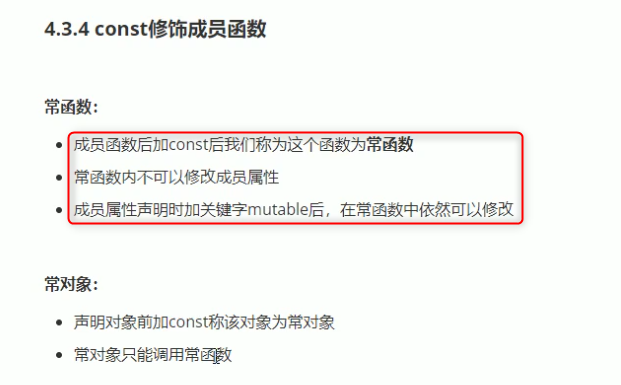 4.3.4 const修饰成员函数
常函数：
成员函数后加const后我们称为这个函数为常函数
常函数内不可以修改成员属性
成员属性声明时加关键字mutable后，在常函数中依然可以修改
常对象：
声明对象前加const称该对象为常对象
常对象只能调用常函数